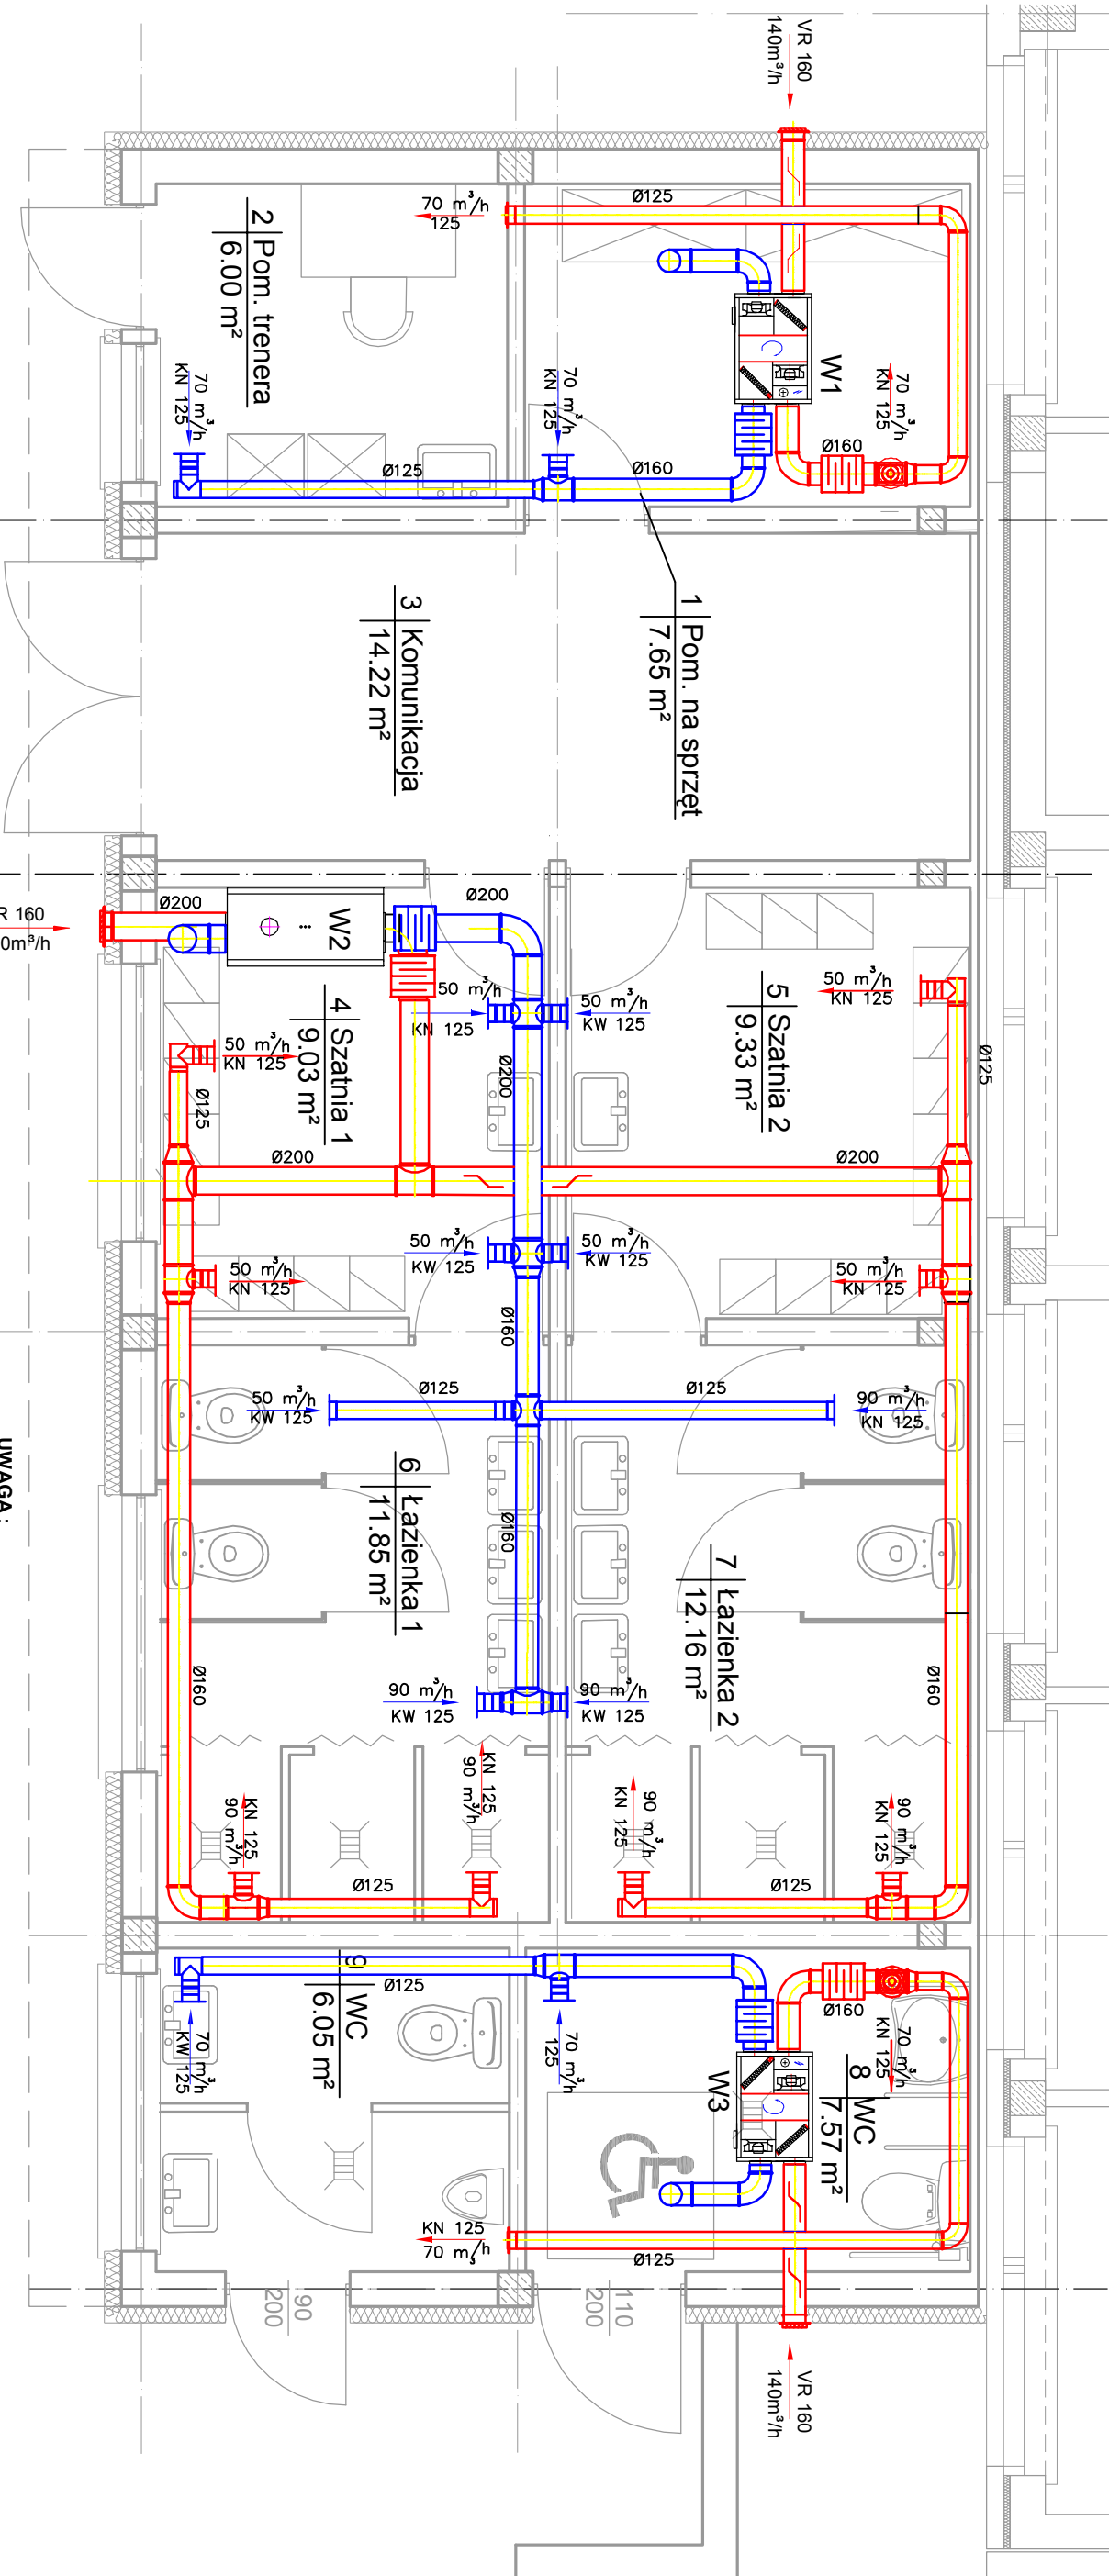 VR 160
140m³/h
Ø125
70 m³/h
125
2 Pom. trenera
6.00 m²
W1
70 m³/h
KN 125
Ø160
70 m³/h
KN 125
70 m³/h
KN 125
Ø125
Ø160
1 Pom. na sprzęt
7.65 m²
3 Komunikacja
14.22 m²
R 160
0m³/h
Ø200
W2
Ø200
50 m³/h
KN 125
50 m³/h
KW 125
50 m³/h
KN 125
5 Szatnia 2
9.33 m²
4 Szatnia 1
9.03 m²
50 m³/h
KN 125
Ø125
Ø200
Ø125
Ø200
Ø200
50 m³/h
KW 125
50 m³/h
KW 125
50 m³/h
KN 125
50 m³/h
KN 125
Ø160
Ø125
Ø125
50 m³/h
KW 125
90 m³/h
KN 125
UWAGA :
6 Łazienka 1
11.85 m²
Ø160
7 Łazienka 2
12.16 m²
Ø160
Ø160
90 m³/h
KW 125
90 m³/h
KW 125
KN 125
90 m³/h
KN 125
90 m³/h
90 m³/h
KN 125
90 m³/h
KN 125
Ø125
Ø125
9 WC
6.05 m²
Ø125
Ø160
70 m³/h
KW 125
70 m³/h
125
70 m³/h
KN 125
W3
8 WC
7.57 m²
KN 125
70 m³/h
Ø125
90
200
110
200
VR 160
140m³/h